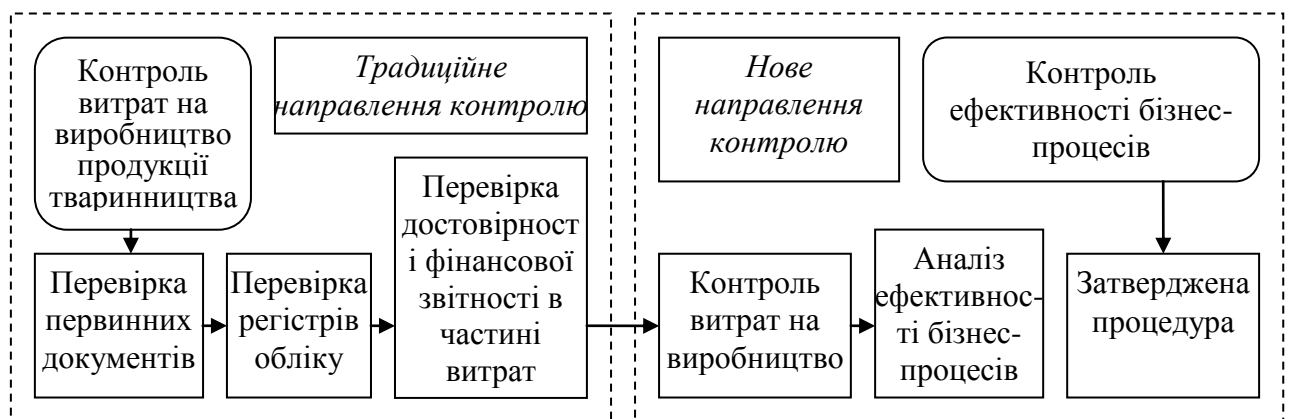 Контроль
витрат на
виробництво
продукції
тваринництва
Традиційне
направлення контролю
Нове
направлення
контролю
Контроль
ефективності бізнес-
процесів
Перевірка
первинних
документів
Перевірка
регістрів
обліку
Перевірка
достовірност
і фінансової
звітності в
частині
витрат
Контроль
витрат на
виробництво
Аналіз
ефективнос-
ті бізнес-
процесів
Затверджена
процедура